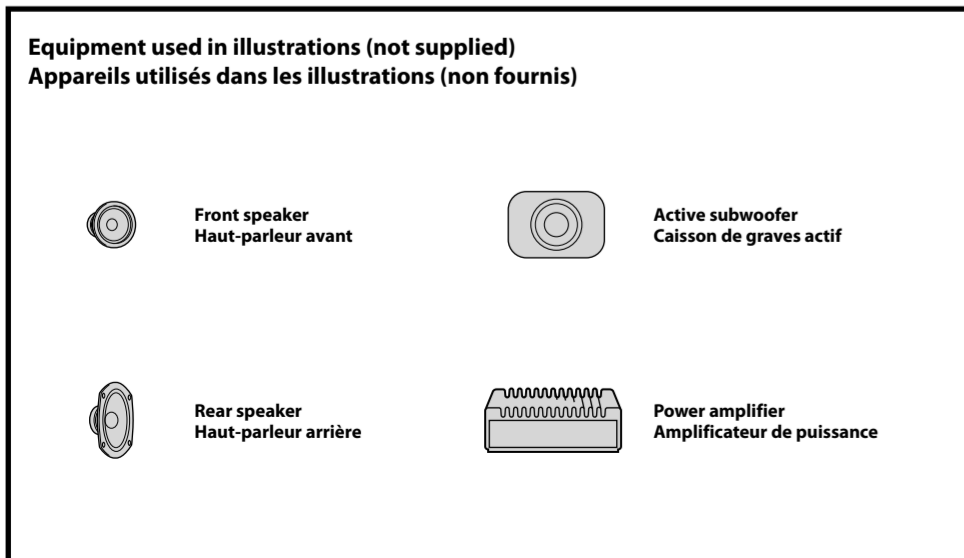 Equipment used in illustrations (not supplied)
Appareils utilisés dans les illustrations (non fournis)
Front speaker
Haut-parleur avant
Active subwoofer
Caisson de graves actif
Rear speaker
Haut-parleur arrière
Power amplifier
Amplificateur de puissance